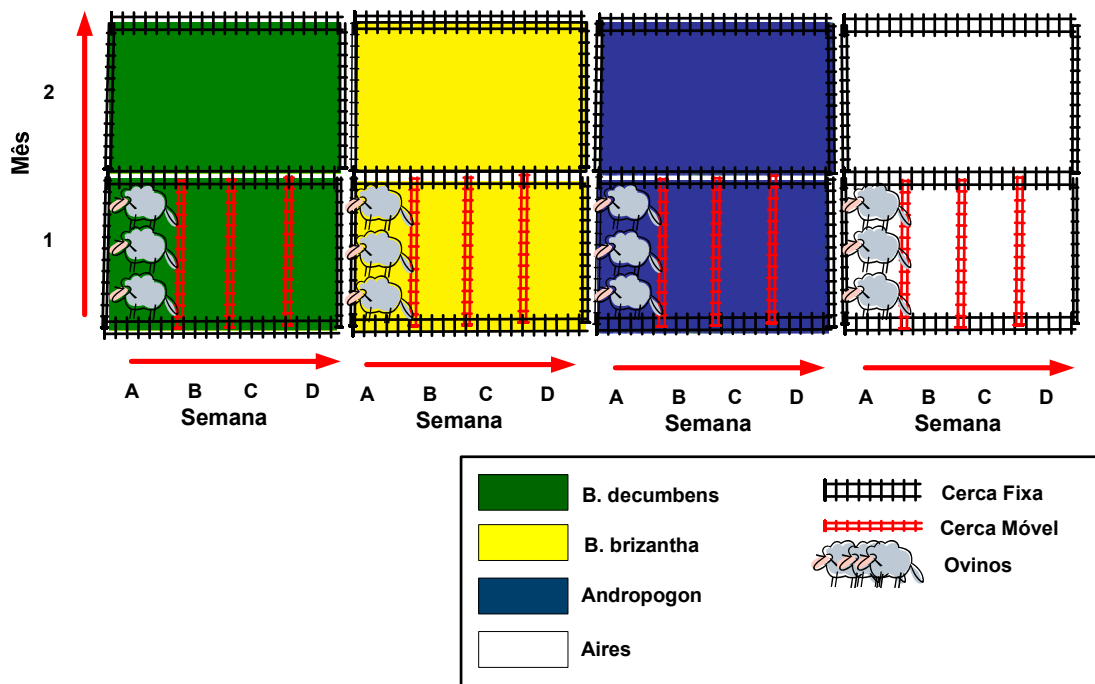 2
Mês
1
A B C D
Semana
A B C D
Semana
A B C D
Semana
A B C D
Semana
B. decumbens
B. brizantha
Andropogon
Aires
Cerca Fixa
Cerca Móvel
Ovinos